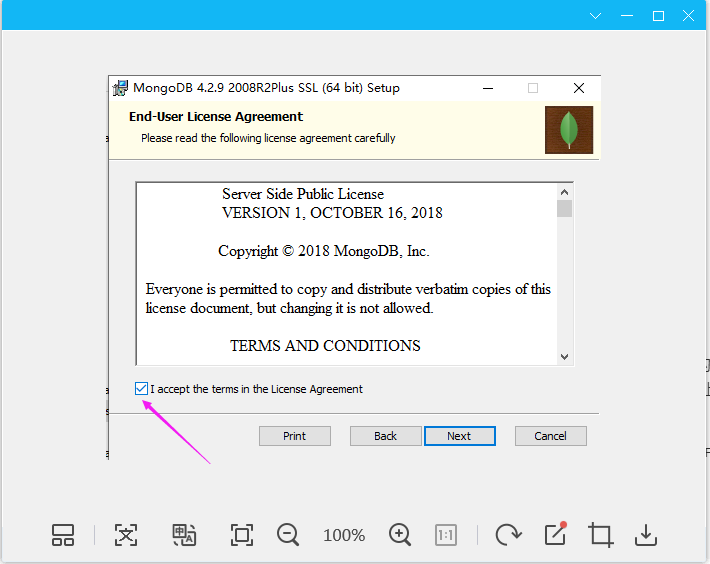 MongoDB 4.2.9 2008R2Plus SSL (64 bit) Setup
End-User License Agreement
Please read the following license agreement carefully
Server Side Public License
VERSION 1, OCTOBER 16, 2018
Copyright © 2018 MongoDB, Inc.
Everyone is permitted to copy and distribute verbatim copies of this
license document, but changing it is not allowed.
TERMS AND CONDITIONS
I accept the terms in the License Agreement
Print Back Next Cancel
文 中 A 100% 1:1